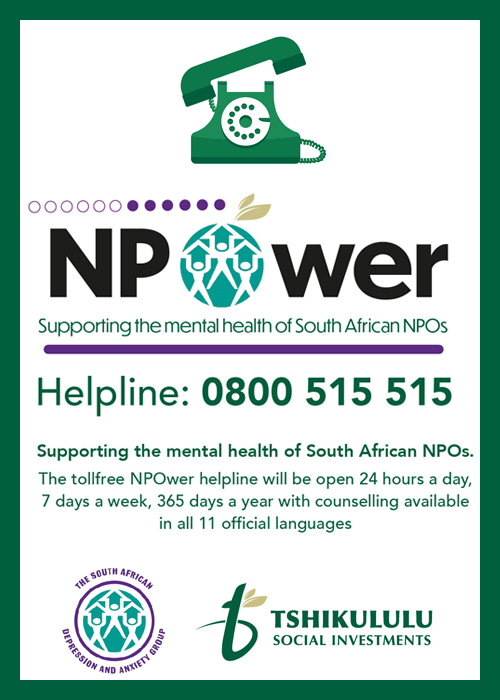 NPOwer
Supporting the mental health of South African NPOs
Helpline: 0800 515 515
Supporting the mental health of South African NPOs.
The tollfree NPOwer helpline will be open 24 hours a day,
7 days a week, 365 days a year with counselling available
in all 11 official languages
THE SOUTH AFRICAN
DEPRESSION AND ANXIETY GROUP
TSHIKULULU
SOCIAL INVESTMENTS